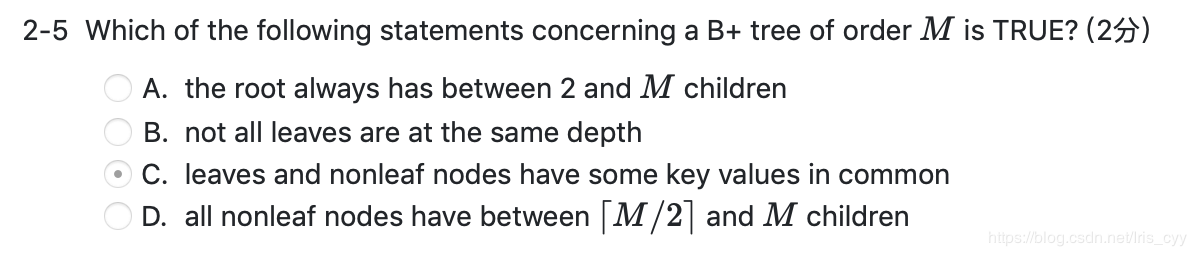 2-5 Which of the following statements concerning a B+ tree of order M is TRUE? (2分)
A. the root always has between 2 and M children
B. not all leaves are at the same depth
C. leaves and nonleaf nodes have some key values in common
D. all nonleaf nodes have between ⌈M/2⌉ and M children
https://blog.csdn.net/Iris_cyy